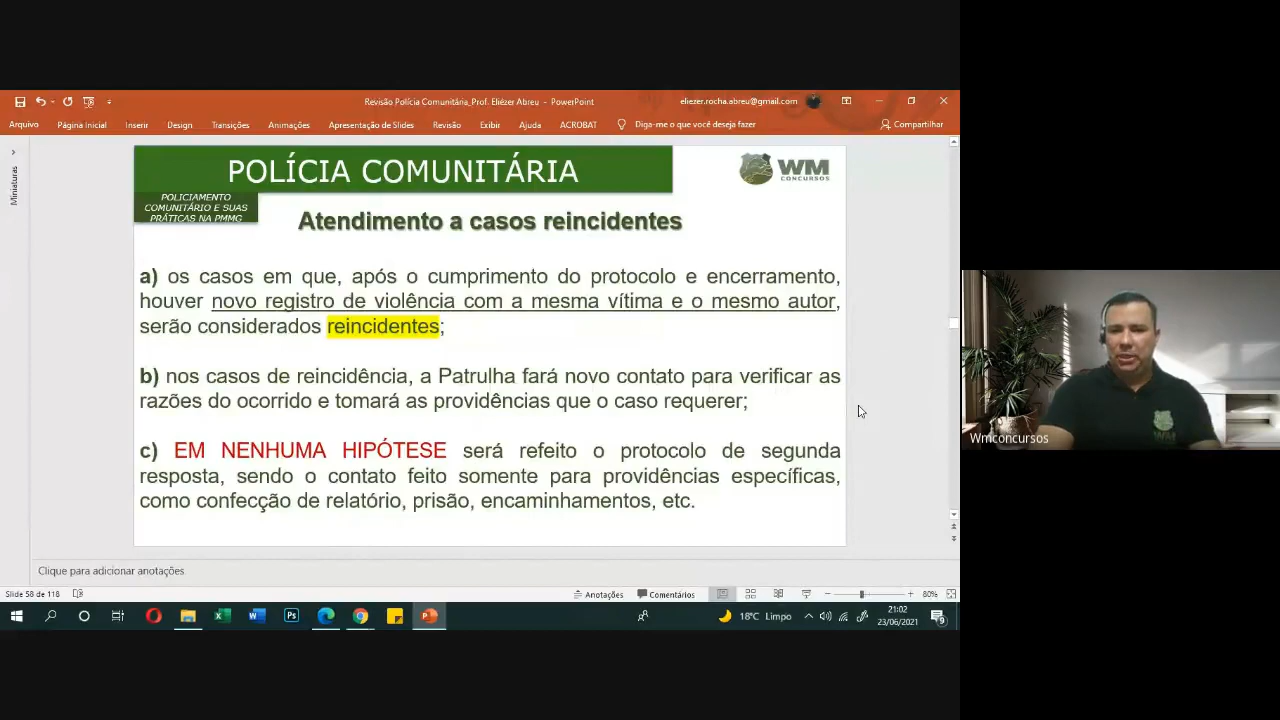 Revisão Polícia Comunitária_Prof. Eliézer Abreu - PowerPoint
eliezer.rocha.abreu@gmail.com
Arquivo Página Inicial Inserir Design Transições Animações Apresentação de Slides Revisão Exibir Ajuda ACROBAT Diga-me o que você deseja fazer Compartilhar
Miniaturas
POLÍCIA COMUNITÁRIA
WM
CONCURSOS
POLICIAMENTO
COMUNITÁRIO E SUAS
PRÁTICAS NA PMMG
Atendimento a casos reincidentes
a) os casos em que, após o cumprimento do protocolo e encerramento,
houver novo registro de violência com a mesma vítima e o mesmo autor,
serão considerados reincidentes;
b) nos casos de reincidência, a Patrulha fará novo contato para verificar as
razões do ocorrido e tomará as providências que o caso requerer;
c) EM NENHUMA HIPÓTESE será refeito o protocolo de segunda
resposta, sendo o contato feito somente para providências específicas,
como confecção de relatório, prisão, encaminhamentos, etc.
WM
Wmconcursos
Clique para adicionar anotações
Slide 58 de 118
Anotações Comentários 80%
18°C Limpo
21:02
23/06/2021
9